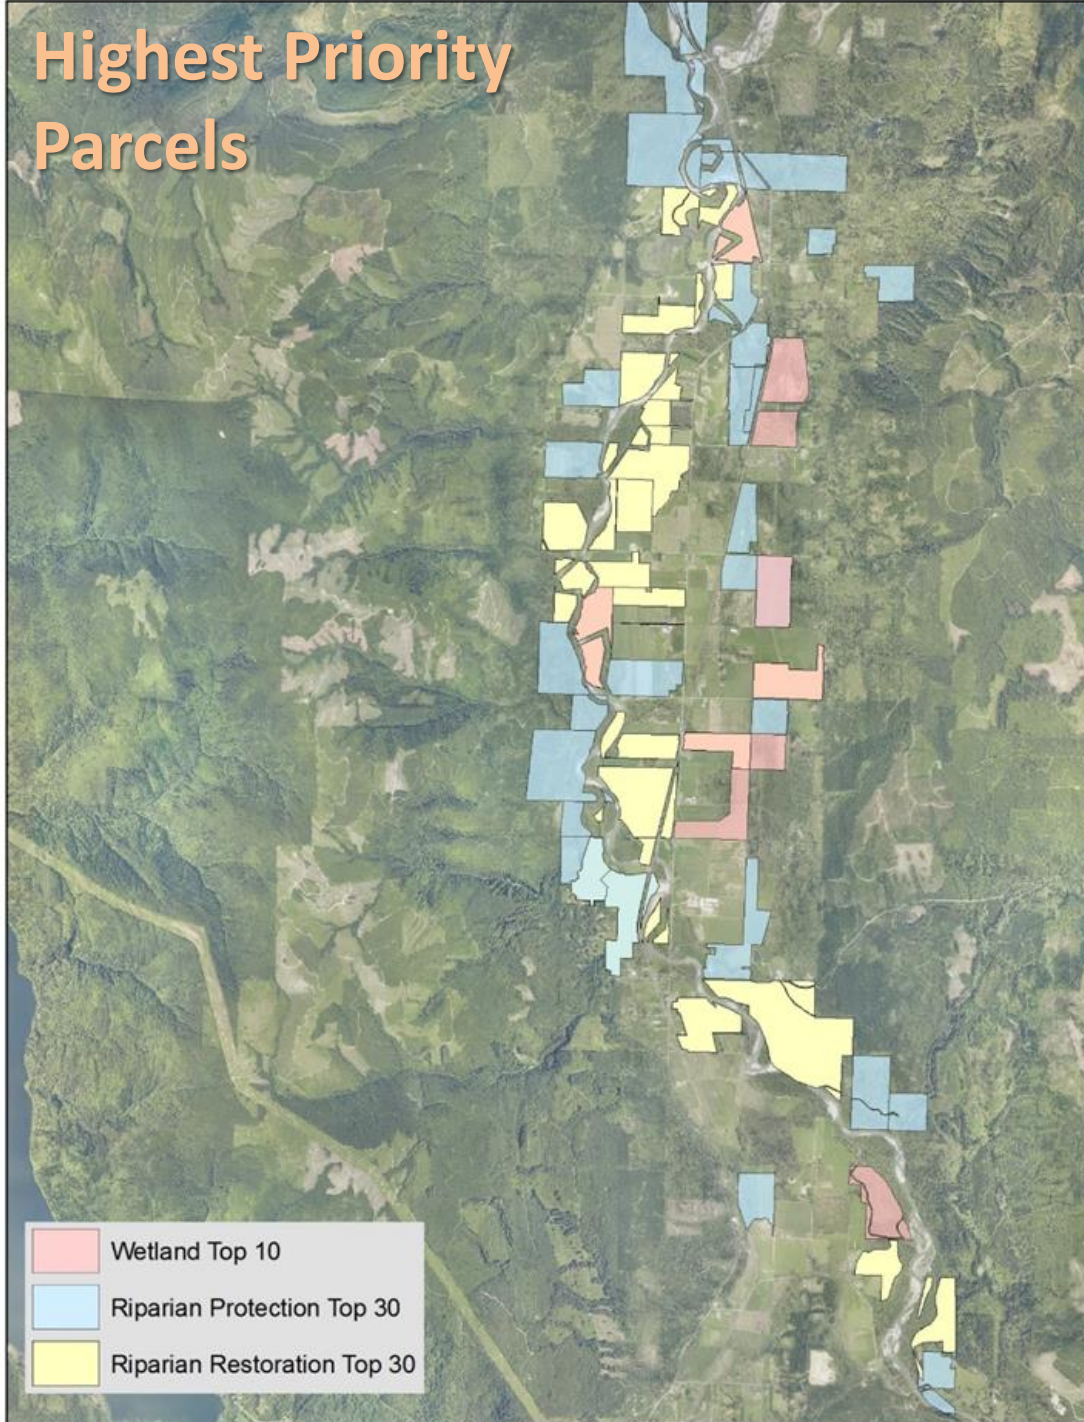 Highest Priority
Parcels
Wetland Top 10
Riparian Protection Top 30
Riparian Restoration Top 30